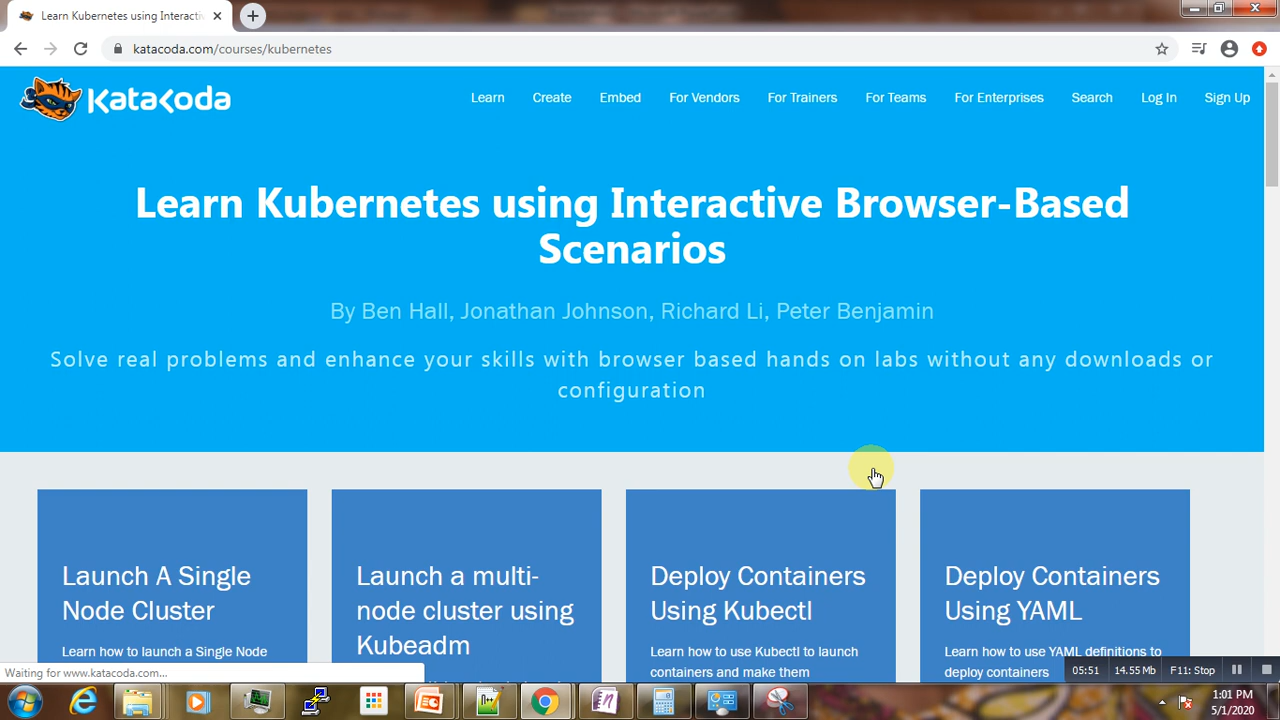 Learn Kubernetes using Interacti
katacoda.com/courses/kubernetes
KataKoda
Learn Create Embed For Vendors For Trainers For Teams For Enterprises Search Log In Sign Up
Learn Kubernetes using Interactive Browser-Based
Scenarios
By Ben Hall, Jonathan Johnson, Richard Li, Peter Benjamin
Solve real problems and enhance your skills with browser based hands on labs without any downloads or
configuration
Launch A Single
Node Cluster
Learn how to launch a Single Node
Launch a multi-
node cluster using
Kubeadm
Deploy Containers
Using Kubectl
Learn how to use Kubectl to launch
containers and make them
Deploy Containers
Using YAML
Learn how to use YAML definitions to
deploy containers
Waiting for www.katacoda.com...
05:51 14.55 Mb F11: Stop
1:01 PM
5/1/2020